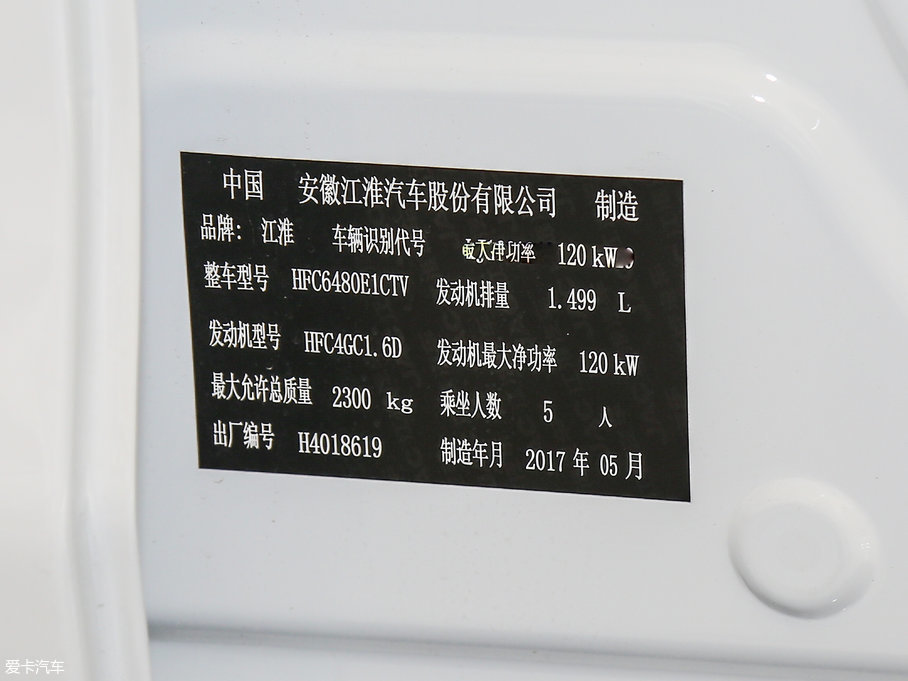 中国 安徽江淮汽车股份有限公司 制造
品牌: 江淮 车辆识别代号 净功率 120 kW
整车型号 HFC6480E1CTV 发动机排量 1.499 L
发动机型号 HFC4GC1.6D 发动机最大净功率 120 kW
最大允许总质量 2300 kg 乘坐人数 5 人
出厂编号 H4018619 制造年月 2017 年 05 月
爱卡汽车